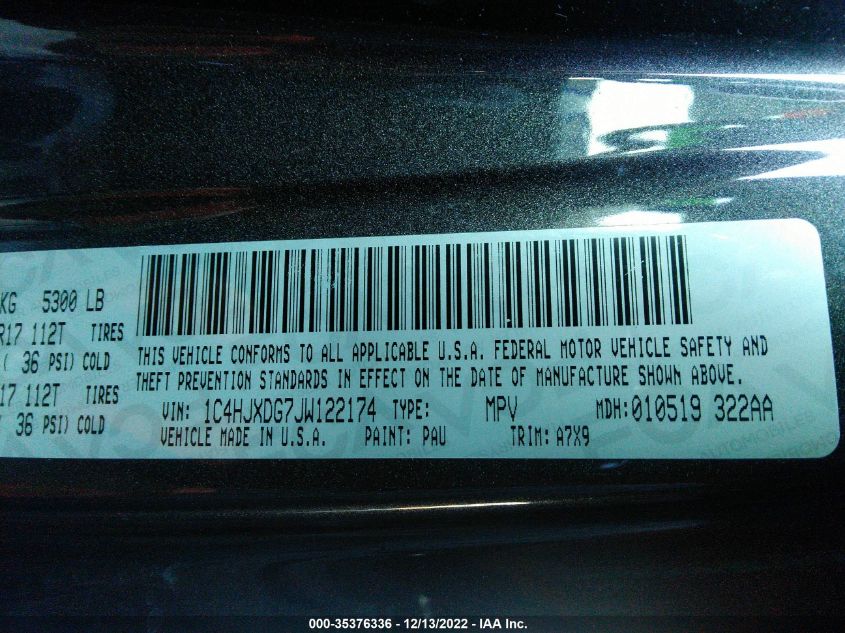 KG 5300 LB
R17 112T TIRES
( 36 PSI) COLD
17 112T TIRES
36 PSI) COLD
THIS VEHICLE CONFORMS TO ALL APPLICABLE U.S.A. FEDERAL MOTOR VEHICLE SAFETY AND
THEFT PREVENTION STANDARDS IN EFFECT ON THE DATE OF MANUFACTURE SHOWN ABOVE.
VIN: 1C4HJXDG7JW122174 TYPE: MPV MDH:010519 322AA
VEHICLE MADE IN U.S.A. PAINT: PAU TRIM: A7X9
000-35376336 - 12/13/2022 - IAA Inc.